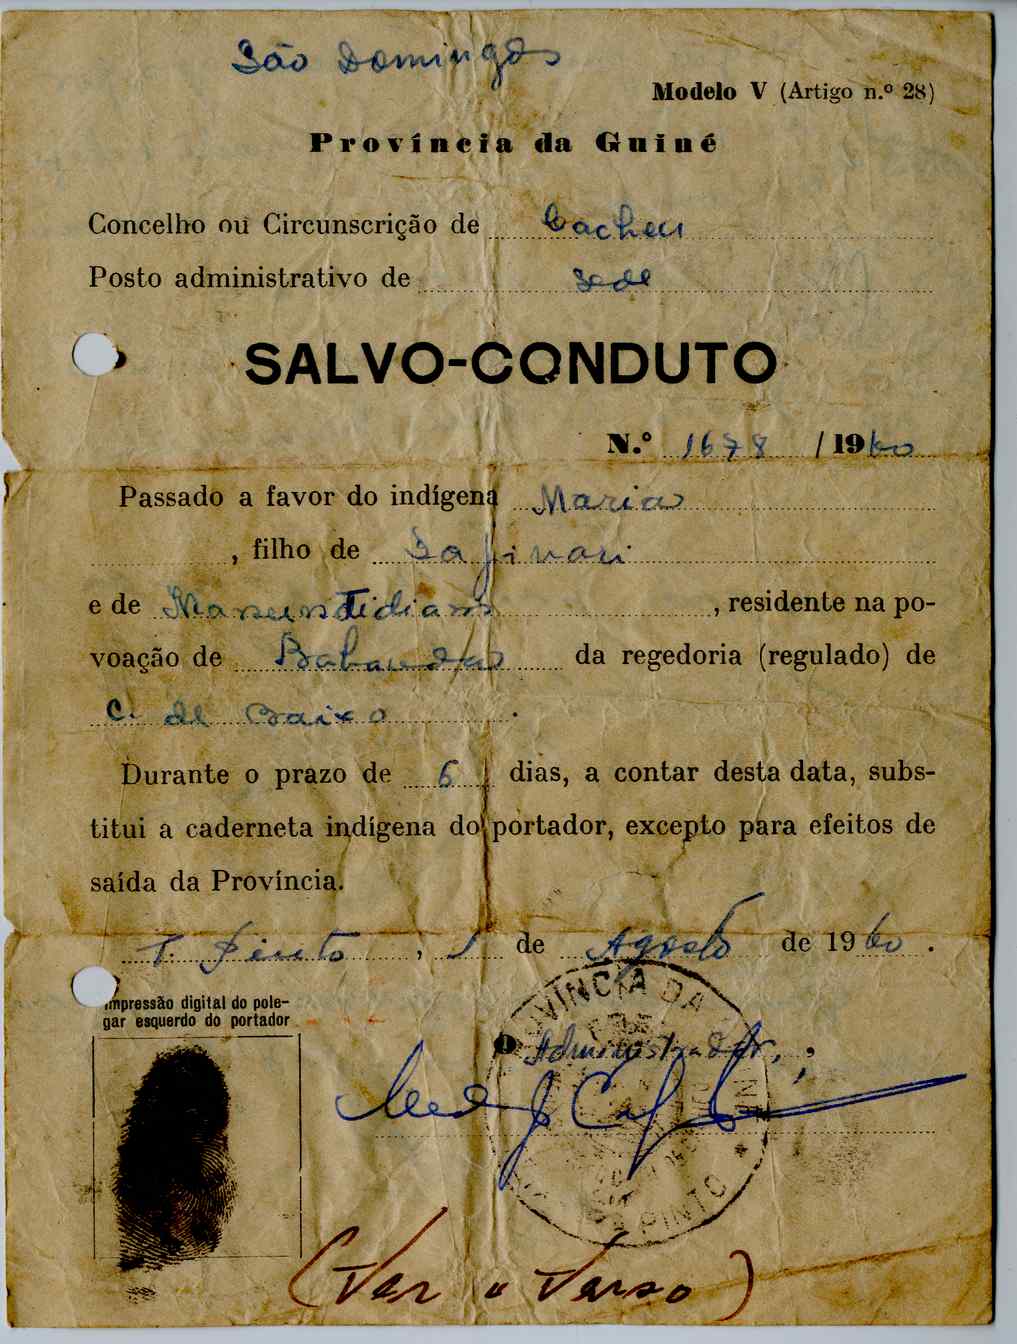 São Domingos
Modelo V (Artigo n.º 28)
Província da Guiné
Concelho ou Circunscrição de Cacheu
Posto administrativo de Sede
SALVO-CONDUTO
N.º 1678 / 1960
Passado a favor do indígena Maria
, filho de
e de , residente na po-
voação de da regedoria (regulado) de
C. de Baixo .
Durante o prazo de 6 dias, a contar desta data, subs-
titui a caderneta indígena do portador, excepto para efeitos de
saída da Província.
T. Pinto , 1 de Agosto de 1960 .
Impressão digital do pole-
gar esquerdo do portador
PROVÍNCIA DA
O Administrador,
PINTO
(Ver o Verso)